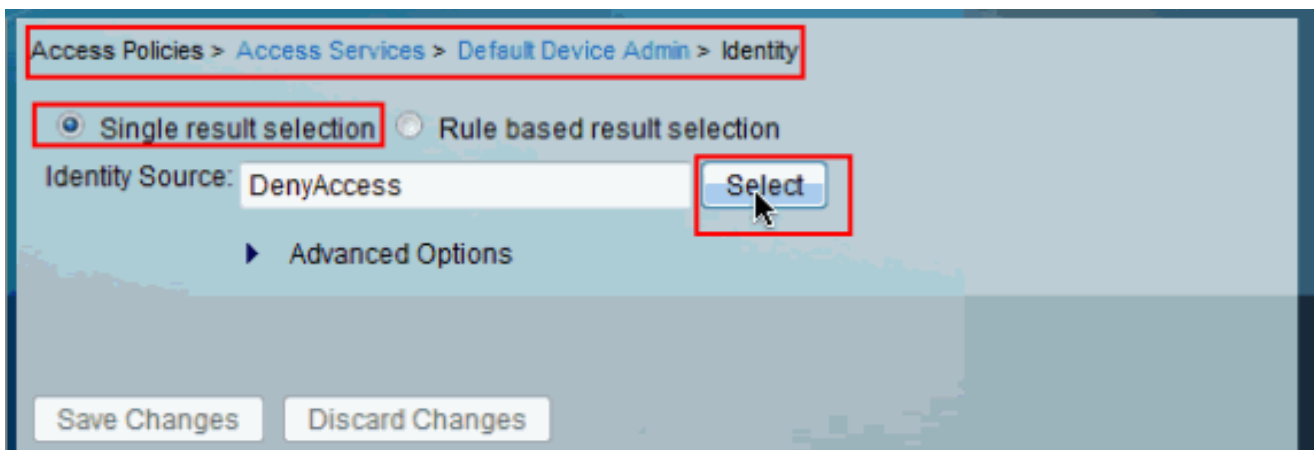 Access Policies > Access Services > Default Device Admin > Identity
Single result selection Rule based result selection
Identity Source: DenyAccess Select
Advanced Options
Save Changes Discard Changes